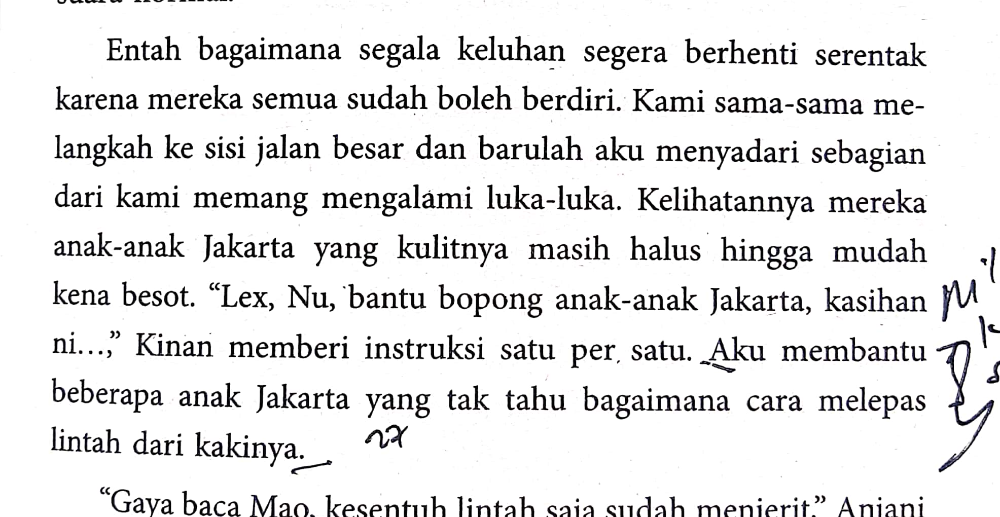 Entah bagaimana segala keluhan segera berhenti serentak
karena mereka semua sudah boleh berdiri. Kami sama-sama me-
langkah ke sisi jalan besar dan barulah aku menyadari sebagian
dari kami memang mengalami luka-luka. Kelihatannya mereka
anak-anak Jakarta yang kulitnya masih halus hingga mudah
kena besot. “Lex, Nu, bantu bopong anak-anak Jakarta, kasihan
ni...,” Kinan memberi instruksi satu per satu. Aku membantu
beberapa anak Jakarta yang tak tahu bagaimana cara melepas
lintah dari kakinya.
“Gaya baca Mao, kesentuh lintah saja sudah menjerit,” Anjani